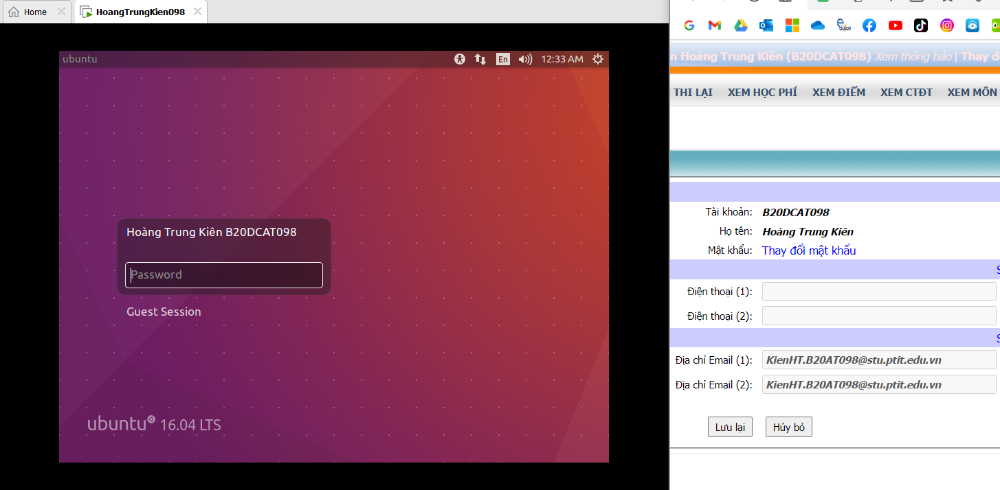 Home
HoangTrungKien098
ubuntu
En
12:33 AM
Hoàng Trung Kiên B20DCAT098
Password
Guest Session
ubuntu 16.04 LTS
n Hoàng Trung Kiên (B20DCAT098) Xem thông báo | Thay đ
THI LẠI XEM HỌC PHÍ XEM ĐIỂM XEM CTĐT XEM MÔN
Tài khoản: B20DCAT098
Họ tên: Hoàng Trung Kiên
Mật khẩu: Thay đổi mật khẩu
Điện thoại (1):
Điện thoại (2):
Địa chỉ Email (1): KienHT.B20AT098@stu.ptit.edu.vn
Địa chỉ Email (2): KienHT.B20AT098@stu.ptit.edu.vn
Lưu lại Hủy bỏ